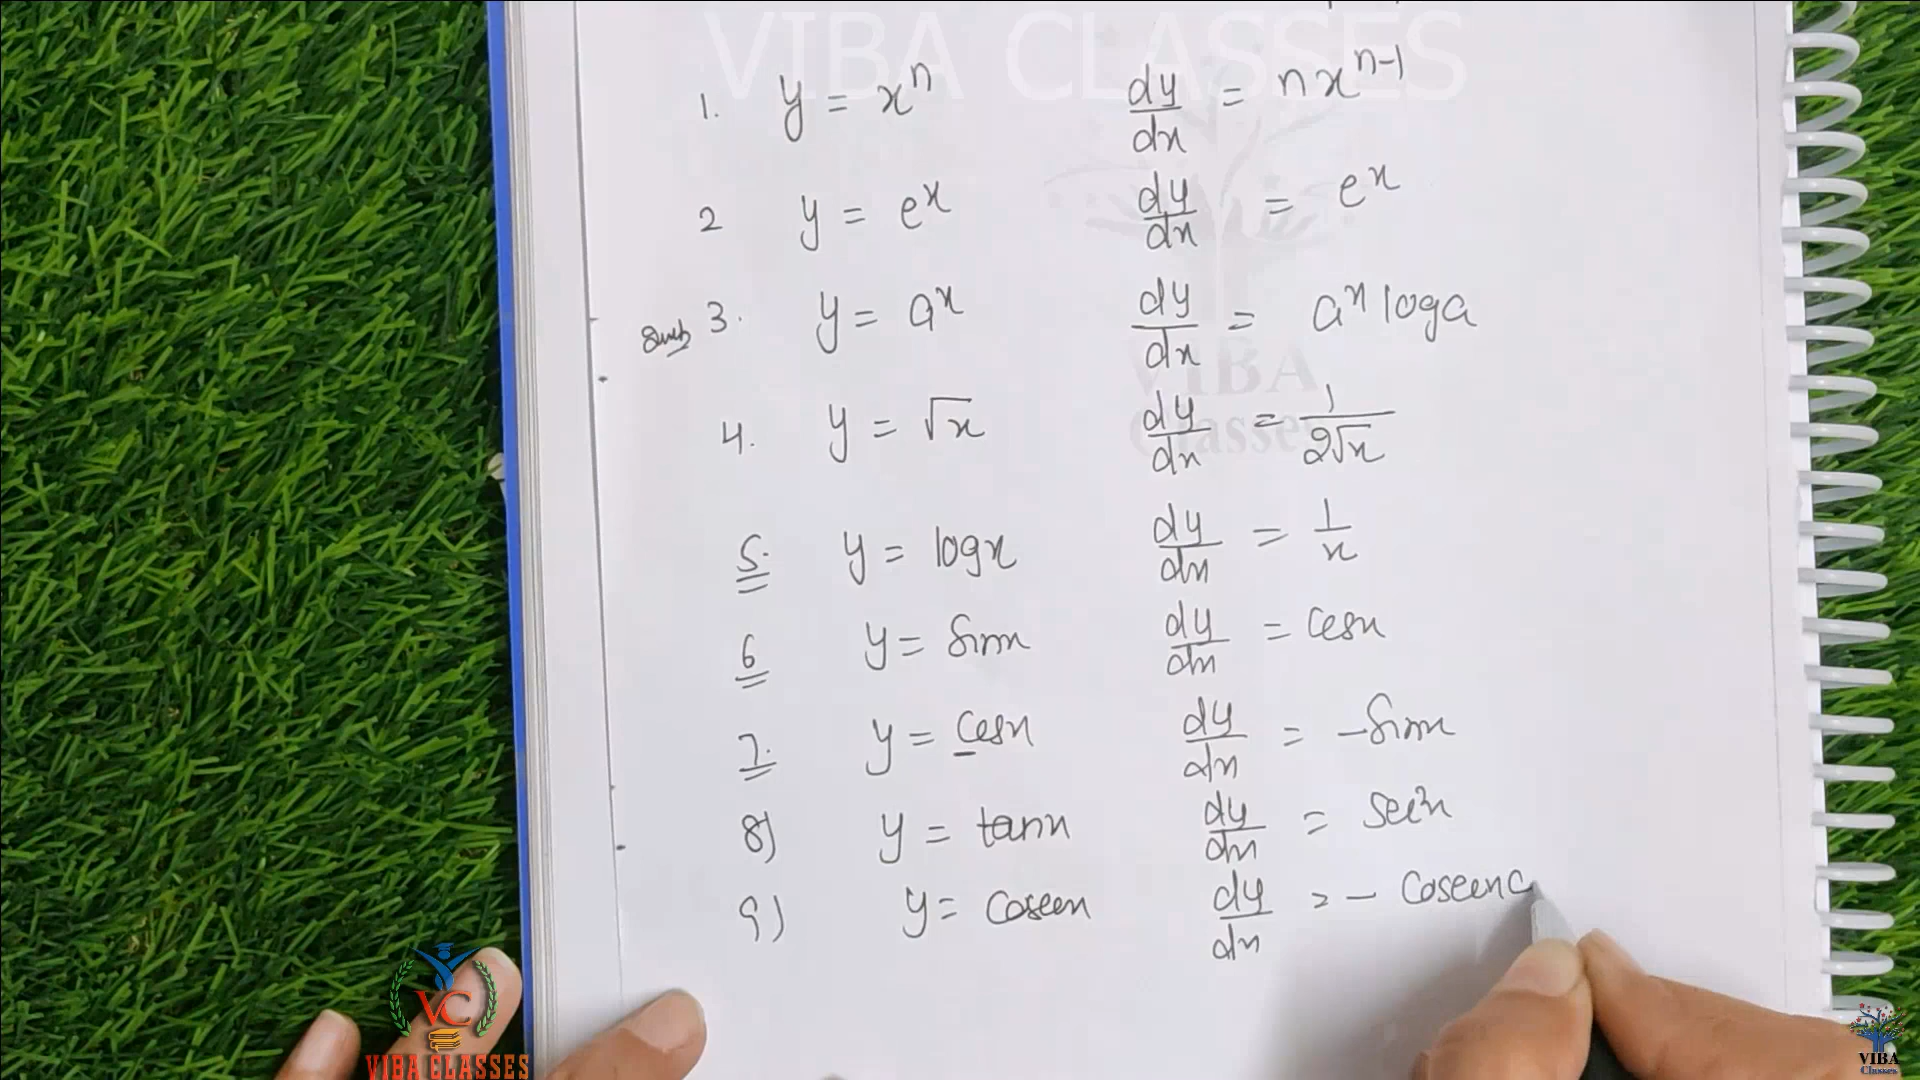 VIBA CLASSES
1. y = xⁿ dy/dx = nxⁿ⁻¹
2 y = eˣ dy/dx = eˣ
3. y = aˣ dy/dx = aˣ loga
4. y = √x dy/dx = 1/2√x
5. y = logx dy/dx = 1/x
6 y = Sinx dy/dx = Cosx
7. y = Cosx dy/dx = -Sinx
8) y = tanx dy/dx = Sec²x
9) y = Cosecx dy/dx = - Cosecx C
VIBA
Classes
VC
VIBA CLASSES
VIBA
Classes